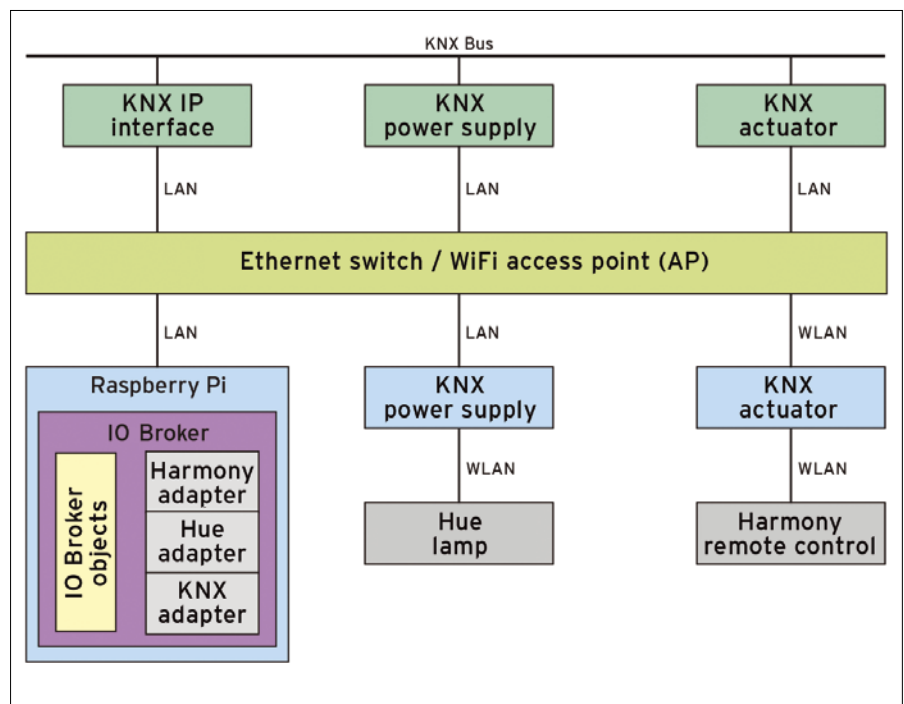 KNX Bus
KNX IP
interface
KNX
power supply
KNX
actuator
LAN
LAN
LAN
Ethernet switch / WiFi access point (AP)
LAN
LAN
WLAN
Raspberry Pi
KNX
power supply
KNX
actuator
IO Broker
IO Broker
objects
Harmony
adapter
Hue
adapter
KNX
adapter
WLAN
WLAN
Hue
lamp
Harmony
remote control